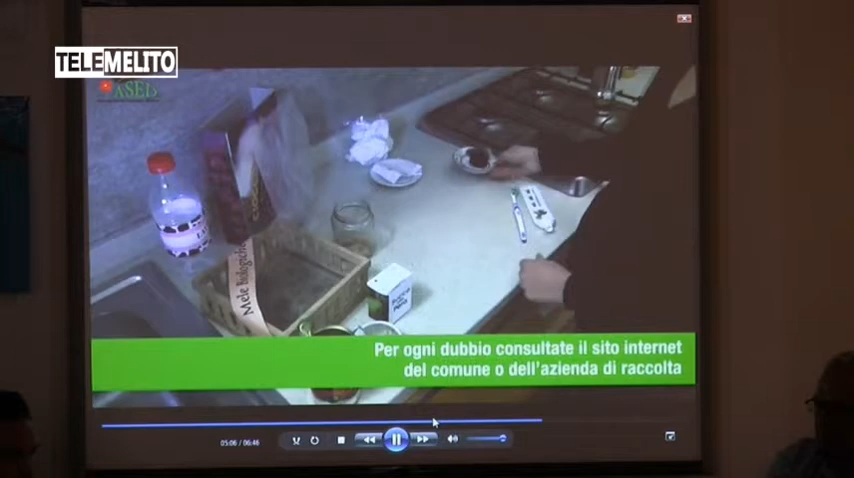 TELEMELITO
ASED
Mele Biologiche
Per ogni dubbio consultate il sito internet
del comune o dell'azienda di raccolta
05:06 / 06:46